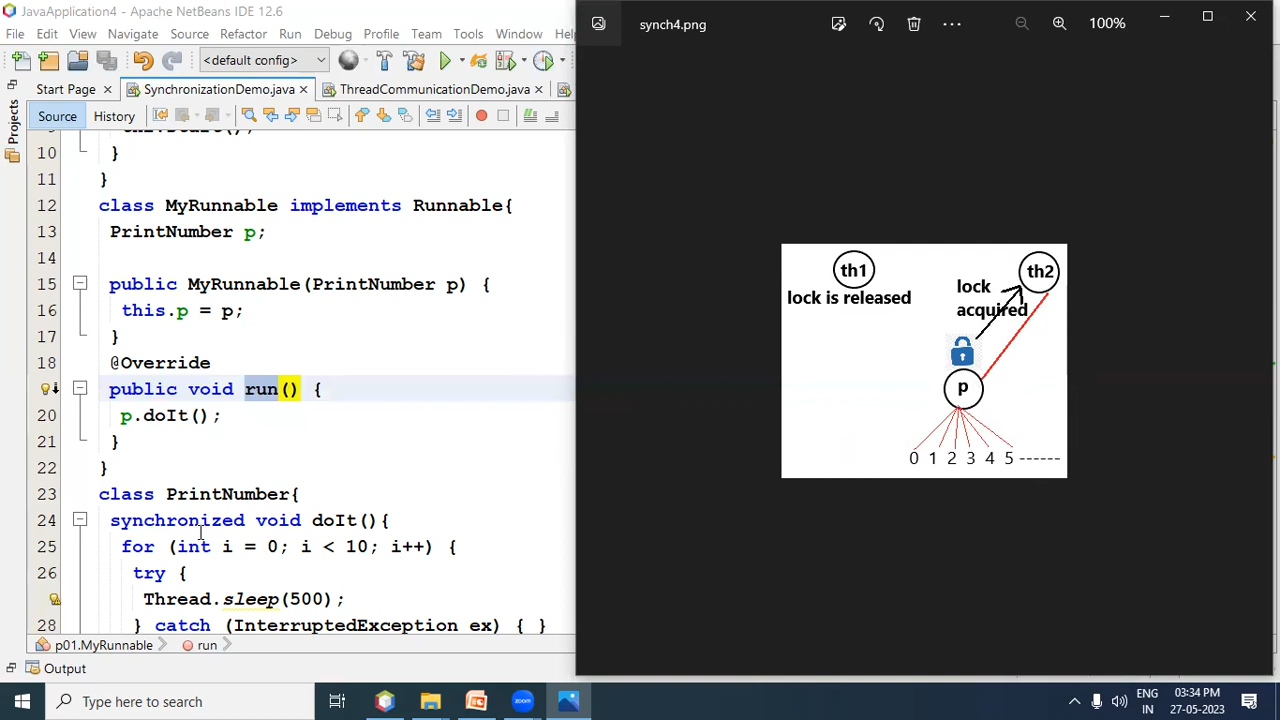 JavaApplication4 - Apache NetBeans IDE 12.6
File Edit View Navigate Source Refactor Run Debug Profile Team Tools Window
<default config>
Start Page SynchronizationDemo.java ThreadCommunicationDemo.java
Source History
Projects
10 }
11 }
12 class MyRunnable implements Runnable{
13 PrintNumber p;
14
15 public MyRunnable(PrintNumber p) {
16 this.p = p;
17 }
18 @Override
public void run() {
20 p.doIt();
21 }
22 }
23 class PrintNumber{
24 synchronized void doIt(){
25 for (int i = 0; i < 10; i++) {
26 try {
Thread.sleep(500);
28 } catch (InterruptedException ex) { }
p01.MyRunnable run
Output
synch4.png
100%
th1
lock is released
th2
lock
acquired
p
0 1 2 3 4 5 ------
Type here to search
zoom
ENG
IN
03:34 PM
27-05-2023